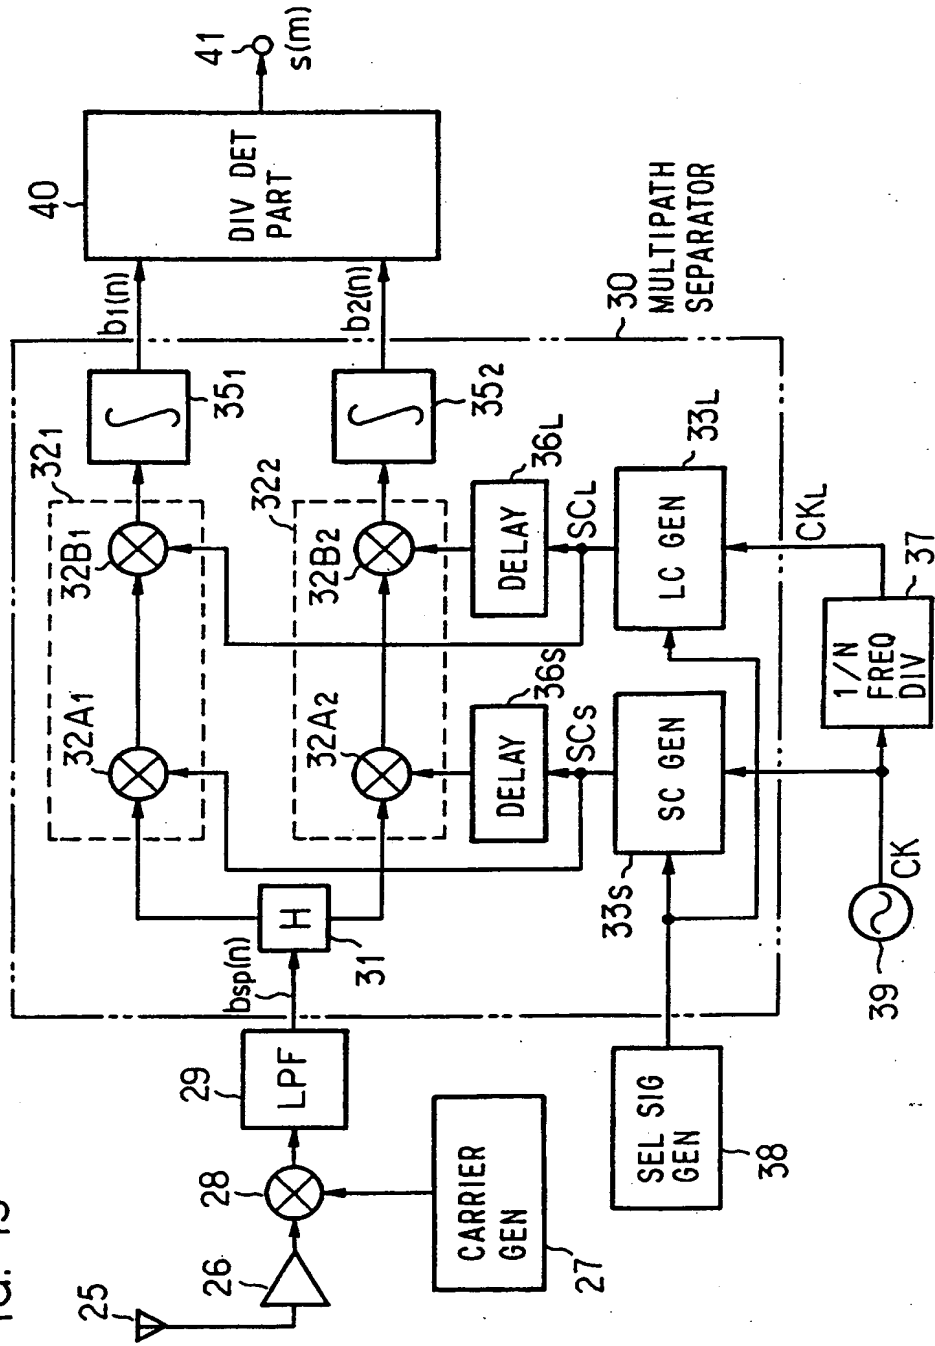 25
26
28
CARRIER
GEN
27
29
LPF
bsp(n)
H
31
321
32A1
32B1
351
b1(n)
322
32A2
32B2
352
b2(n)
40
DIV DET
PART
41
s(m)
DELAY
36S
SCS
DELAY
36L
SCL
30
MULTIPATH
SEPARATOR
SEL SIG
GEN
38
33S
SC GEN
LC GEN
33L
CK
39
1/N
FREQ
DIV
37
CKL